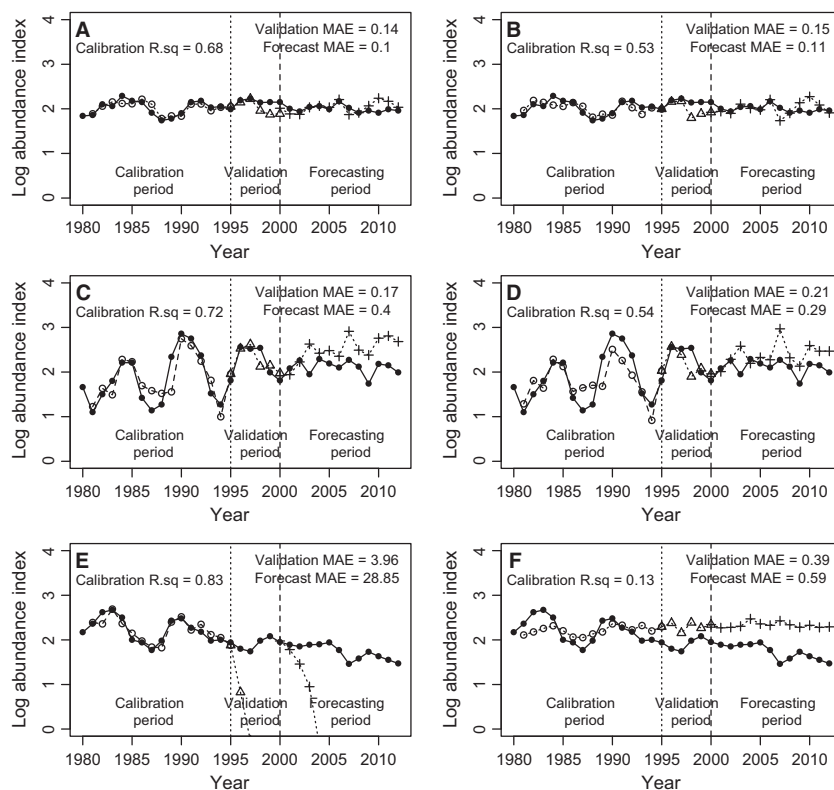 A
Calibration R.sq = 0.68
Validation MAE = 0.14
Forecast MAE = 0.1
Log abundance index
4
3
2
1
0
Calibration period
Validation period
Forecasting period
1980 1985 1990 1995 2000 2005 2010
Year
B
Calibration R.sq = 0.53
Validation MAE = 0.15
Forecast MAE = 0.11
Log abundance index
4
3
2
1
0
Calibration period
Validation period
Forecasting period
1980 1985 1990 1995 2000 2005 2010
Year
C
Calibration R.sq = 0.72
Validation MAE = 0.17
Forecast MAE = 0.4
Log abundance index
4
3
2
1
0
Calibration period
Validation period
Forecasting period
1980 1985 1990 1995 2000 2005 2010
Year
D
Calibration R.sq = 0.54
Validation MAE = 0.21
Forecast MAE = 0.29
Log abundance index
4
3
2
1
0
Calibration period
Validation period
Forecasting period
1980 1985 1990 1995 2000 2005 2010
Year
E
Calibration R.sq = 0.83
Validation MAE = 3.96
Forecast MAE = 28.85
Log abundance index
4
3
2
1
0
Calibration period
Validation period
Forecasting period
1980 1985 1990 1995 2000 2005 2010
Year
F
Calibration R.sq = 0.13
Validation MAE = 0.39
Forecast MAE = 0.59
Log abundance index
4
3
2
1
0
Calibration period
Validation period
Forecasting period
1980 1985 1990 1995 2000 2005 2010
Year